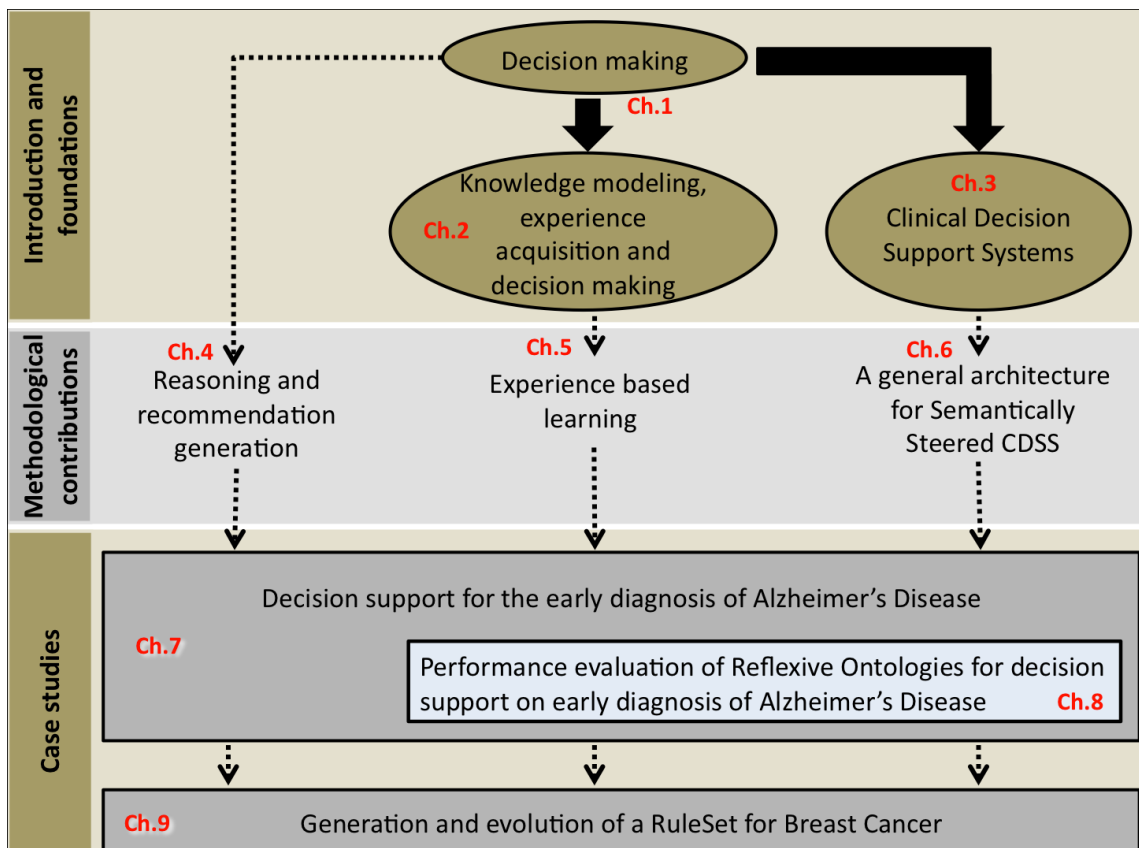 Introduction and
foundations
Decision making
Ch.1
Knowledge modeling,
experience
Ch.2
acquisition and
decision making
Ch.3
Clinical Decision
Support Systems
Methodological
contributions
Ch.4
Reasoning and
recommendation
generation
Ch.5
Experience based
learning
Ch.6
A general architecture
for Semantically
Steered CDSS
Case studies
Decision support for the early diagnosis of Alzheimer’s Disease
Ch.7
Performance evaluation of Reflexive Ontologies for decision
support on early diagnosis of Alzheimer’s Disease
Ch.8
Ch.9
Generation and evolution of a RuleSet for Breast Cancer